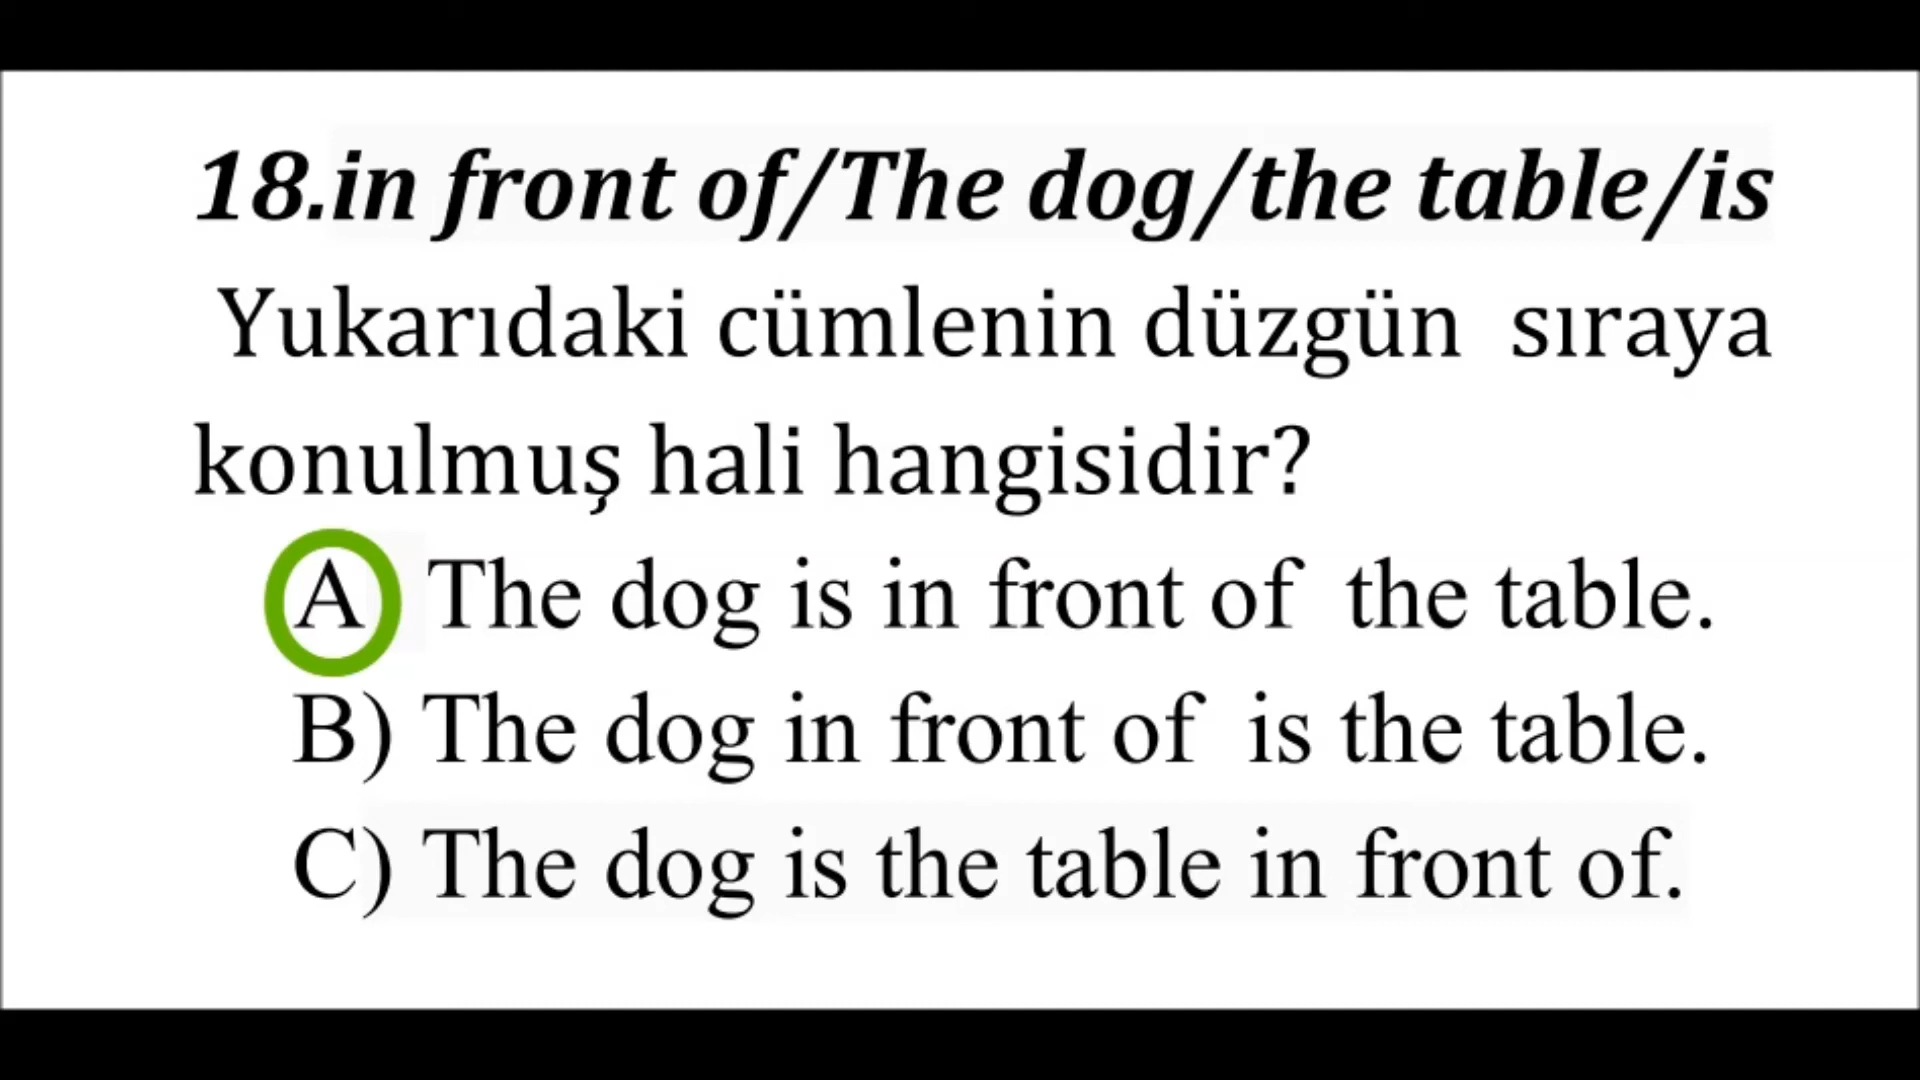 18.in front of/The dog/the table/is
Yukarıdaki cümlenin düzgün sıraya
konulmuş hali hangisidir?
A The dog is in front of the table.
B) The dog in front of is the table.
C) The dog is the table in front of.